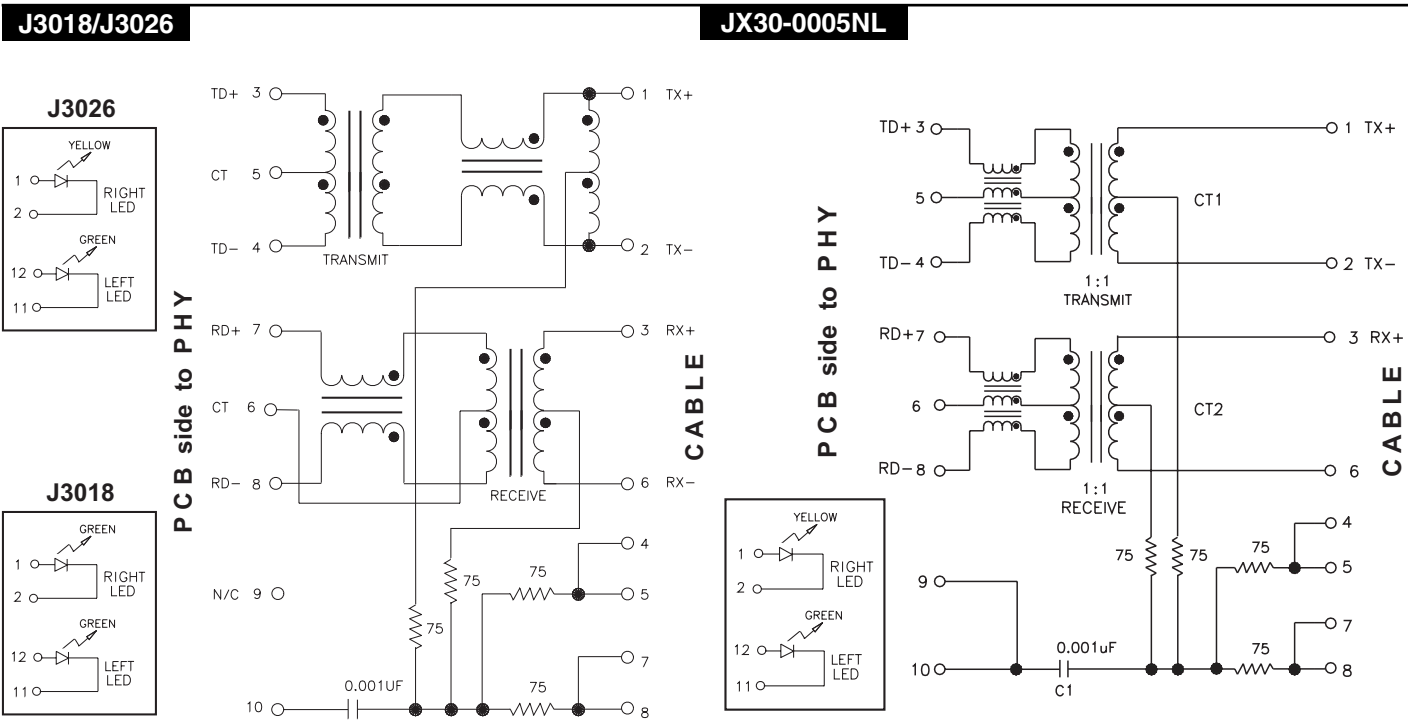 J3018/J3026
JX30-0005NL
J3026
YELLOW
1
2
RIGHT
LED
GREEN
12
11
LEFT
LED
J3018
GREEN
1
2
RIGHT
LED
GREEN
12
11
LEFT
LED
PCB side to PHY
TD+ 3
CT 5
TD- 4
TRANSMIT
1 TX+
2 TX-
RD+ 7
CT 6
RD- 8
RECEIVE
3 RX+
6 RX-
CABLE
N/C 9
75
75
75
4
5
75
7
8
10
0.001UF
PCB side to PHY
TD+ 3
5
TD- 4
1:1
TRANSMIT
CT1
1 TX+
2 TX-
RD+ 7
6
RD- 8
1:1
RECEIVE
CT2
3 RX+
6
CABLE
YELLOW
1
2
RIGHT
LED
GREEN
12
11
LEFT
LED
75
75
75
4
5
9
10
0.001uF
C1
75
7
8